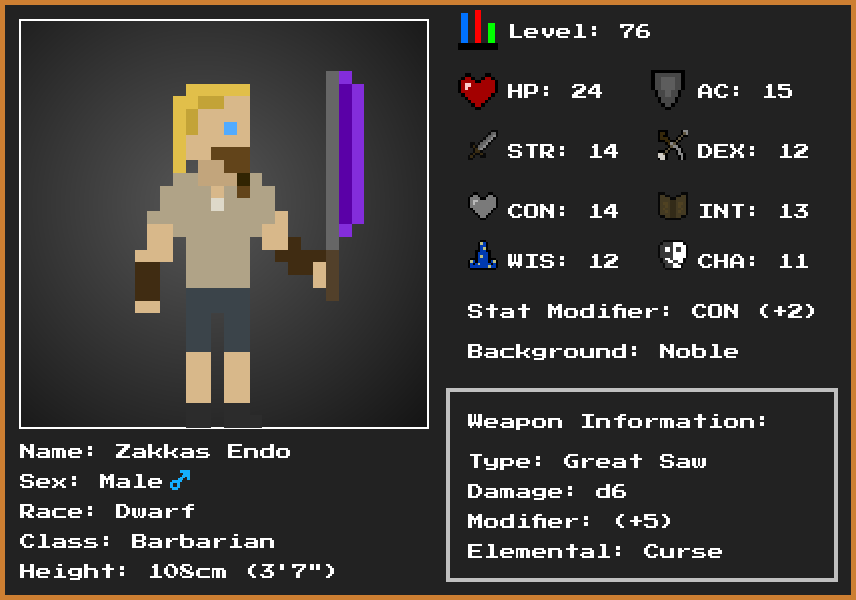 Level: 76
HP: 24
AC: 15
STR: 14
DEX: 12
CON: 14
INT: 13
WIS: 12
CHA: 11
Stat Modifier: CON (+2)
Background: Noble
Weapon Information:
Type: Great Saw
Damage: d6
Modifier: (+5)
Elemental: Curse
Name: Zakkas Endo
Sex: Male♂
Race: Dwarf
Class: Barbarian
Height: 108cm (3'7")